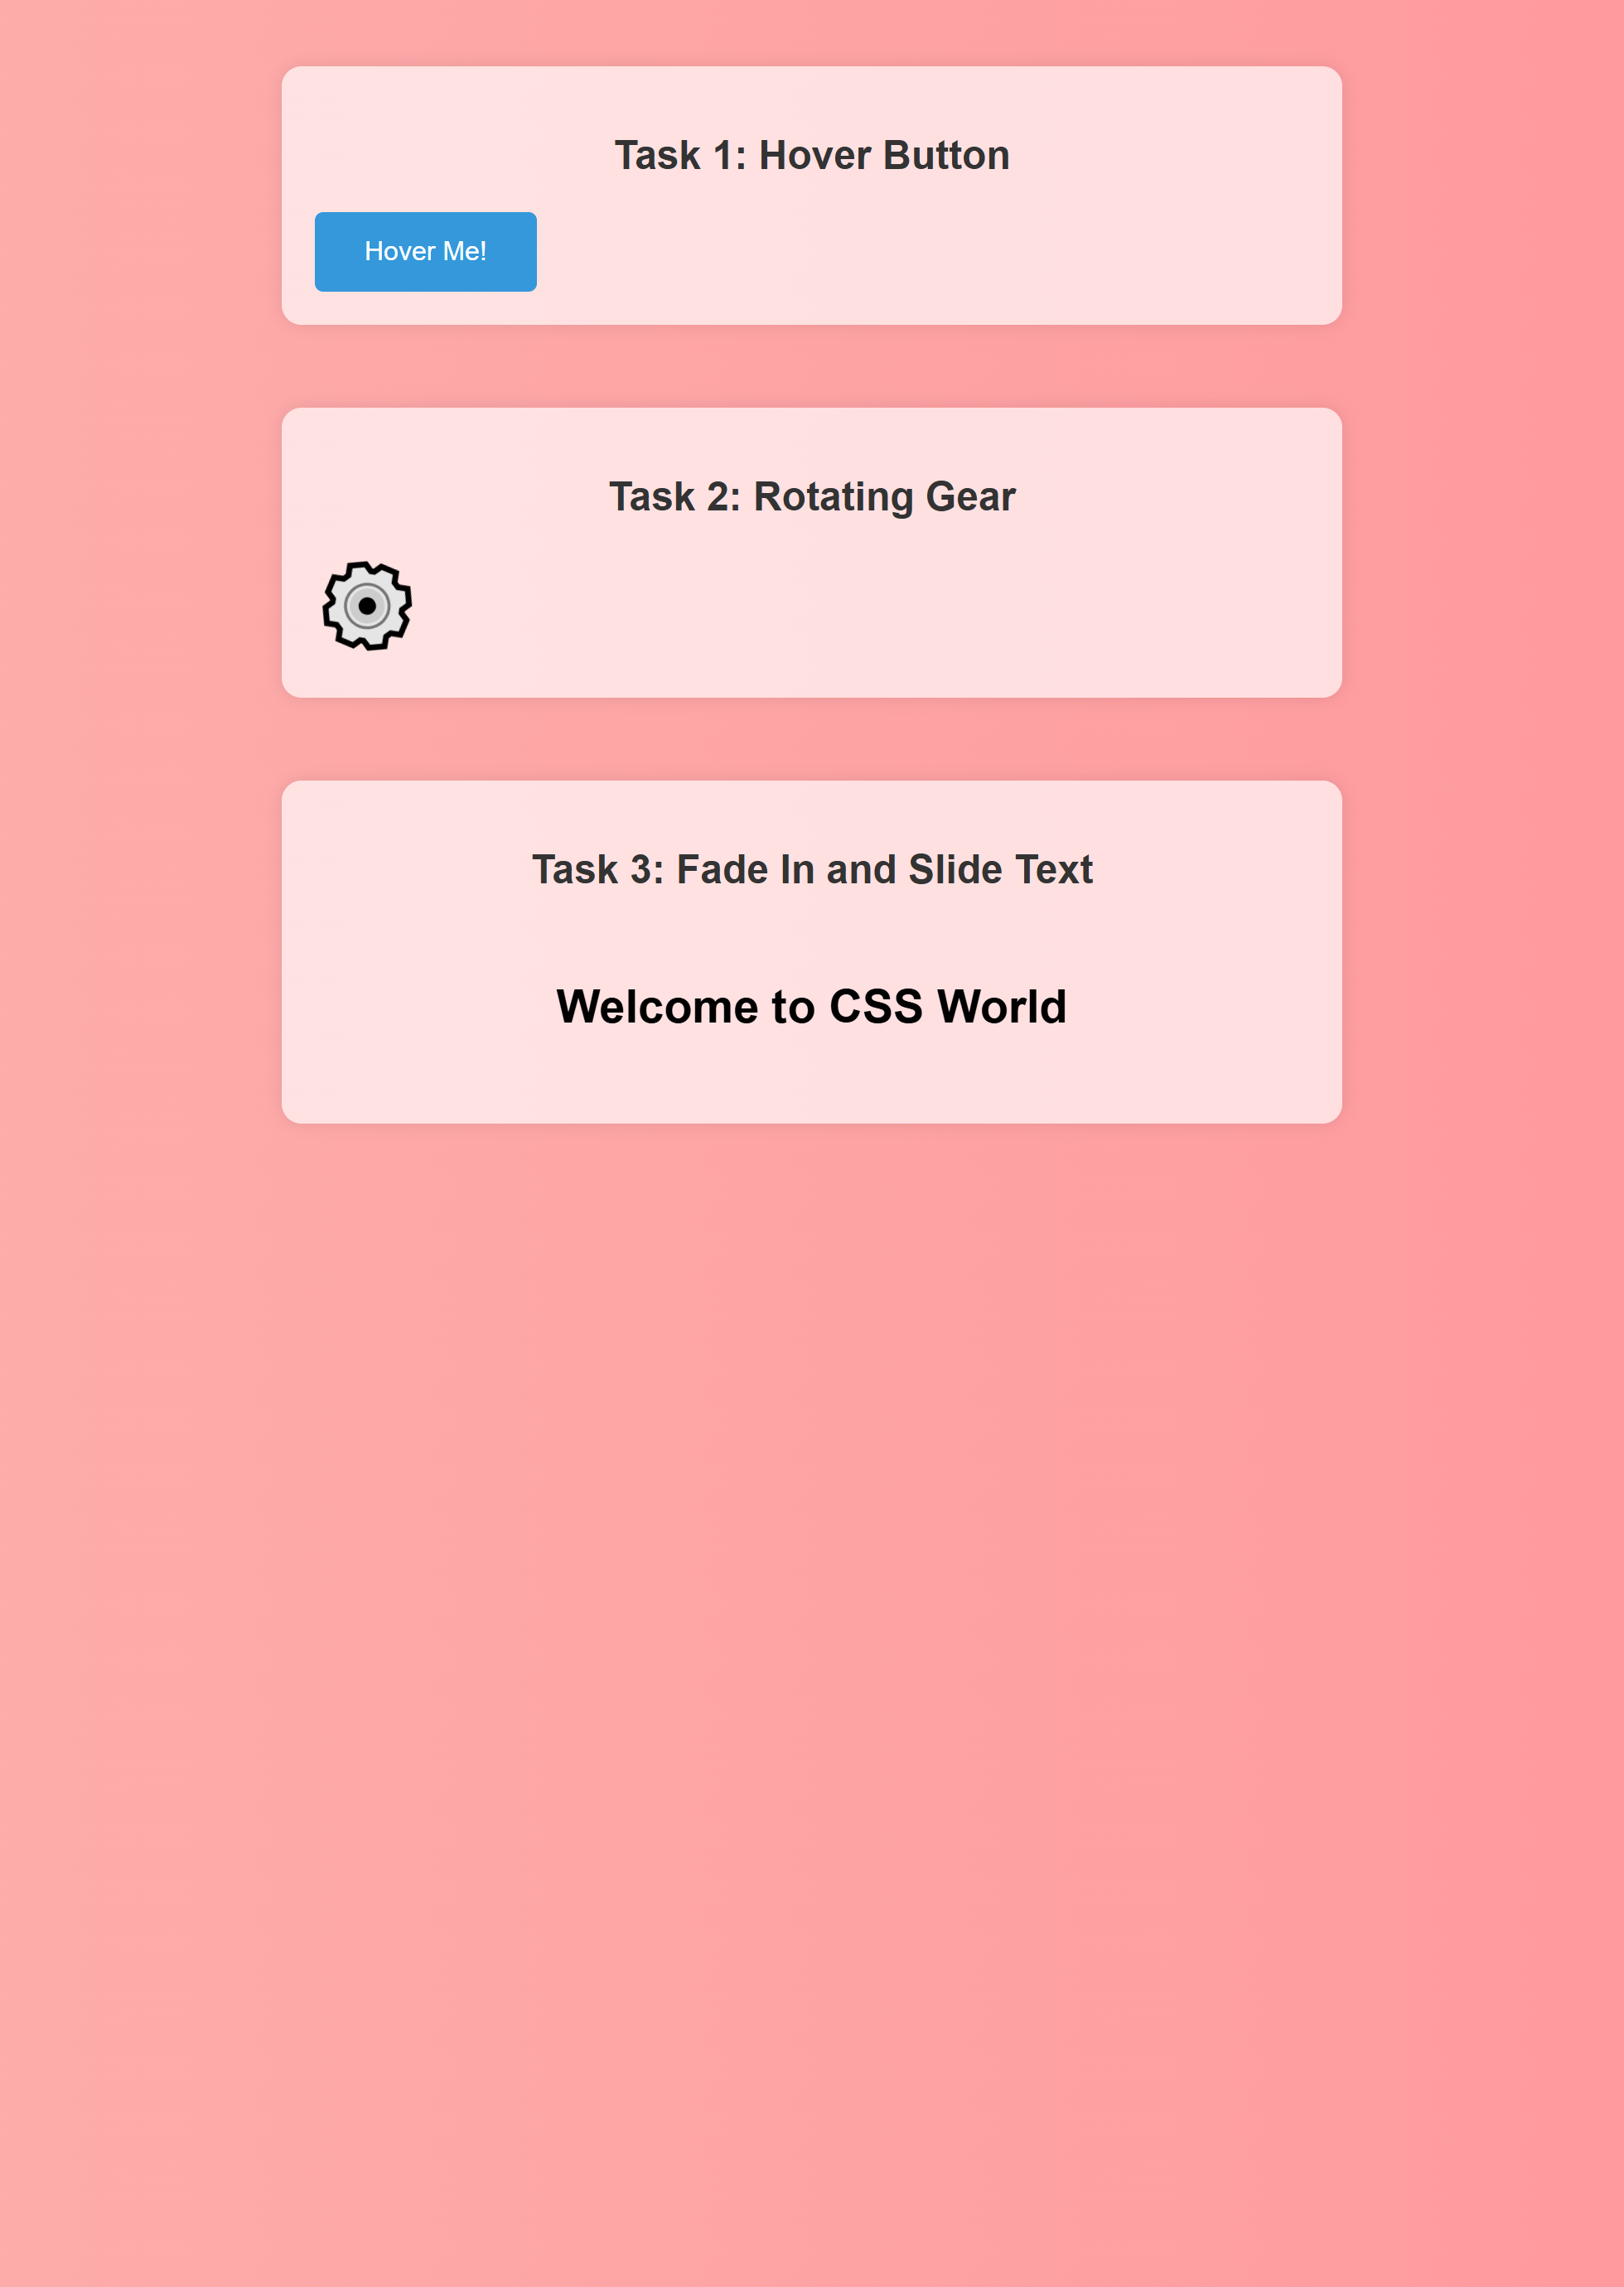 Task 1: Hover Button
Hover Me!
Task 2: Rotating Gear
Task 3: Fade In and Slide Text
Welcome to CSS World